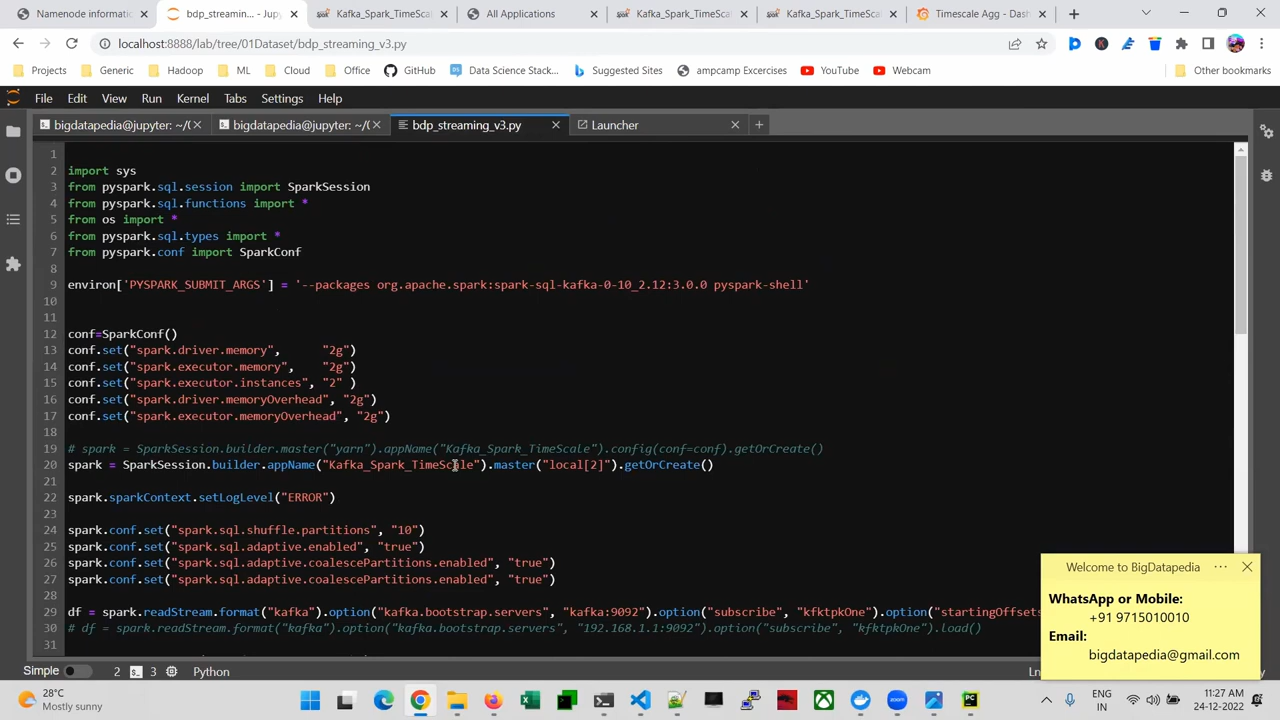 Namenode informatic
bdp_streaming_v3.py - Jupy
Kafka_Spark_TimeScale
All Applications
Kafka_Spark_TimeScal
Kafka_Spark_TimeScale
Timescale Agg - Dash
localhost:8888/lab/tree/01Dataset/bdp_streaming_v3.py
Projects
Generic
Hadoop
ML
Cloud
Office
GitHub
Data Science Stack...
Suggested Sites
ampcamp Excercises
YouTube
Webcam
Other bookmarks
File Edit View Run Kernel Tabs Settings Help
bigdatapedia@jupyter: ~/(
bigdatapedia@jupyter: ~/(
bdp_streaming_v3.py
Launcher
1
2 import sys
3 from pyspark.sql.session import SparkSession
4 from pyspark.sql.functions import *
5 from os import *
6 from pyspark.sql.types import *
7 from pyspark.conf import SparkConf
8
9 environ['PYSPARK_SUBMIT_ARGS'] = '--packages org.apache.spark:spark-sql-kafka-0-10_2.12:3.0.0 pyspark-shell'
10
11
12 conf=SparkConf()
13 conf.set("spark.driver.memory", "2g")
14 conf.set("spark.executor.memory", "2g")
15 conf.set("spark.executor.instances", "2" )
16 conf.set("spark.driver.memoryOverhead", "2g")
17 conf.set("spark.executor.memoryOverhead", "2g")
18
19 # spark = SparkSession.builder.master("yarn").appName("Kafka_Spark_TimeScale").config(conf=conf).getOrCreate()
20 spark = SparkSession.builder.appName("Kafka_Spark_TimeScale").master("local[2]").getOrCreate()
21
22 spark.sparkContext.setLogLevel("ERROR")
23
24 spark.conf.set("spark.sql.shuffle.partitions", "10")
25 spark.conf.set("spark.sql.adaptive.enabled", "true")
26 spark.conf.set("spark.sql.adaptive.coalescePartitions.enabled", "true")
27 spark.conf.set("spark.sql.adaptive.coalescePartitions.enabled", "true")
28
29 df = spark.readStream.format("kafka").option("kafka.bootstrap.servers", "kafka:9092").option("subscribe", "kfktpkOne").option("startingOffsets
30 # df = spark.readStream.format("kafka").option("kafka.bootstrap.servers", "192.168.1.1:9092").option("subscribe", "kfktpkOne").load()
31
Welcome to BigDatapedia
WhatsApp or Mobile:
+91 9715010010
Email:
bigdatapedia@gmail.com
Simple 2 3 Python
28°C
Mostly sunny
ENG
IN
11:27 AM
24-12-2022